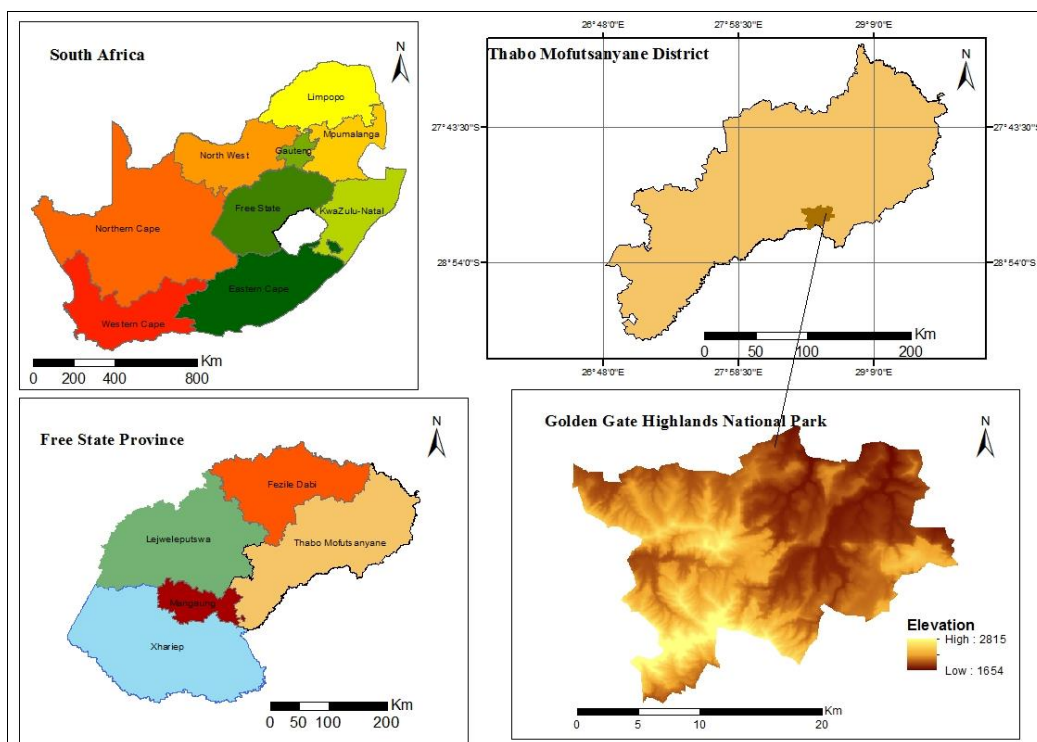 South Africa
N
Limpopo
Mpumalanga
North West
Gauteng
Free State
KwaZulu-Natal
Northern Cape
Eastern Cape
Western Cape
Km
0 200 400 800
26°48'0"E 27°58'30"E 29°9'0"E
Thabo Mofutsanyane District
N
27°43'30"S 27°43'30"S
28°54'0"S 28°54'0"S
Km
0 50 100 200
26°48'0"E 27°58'30"E 29°9'0"E
Free State Province
N
Fezile Dabi
Lejweleputswa
Thabo Mofutsanyane
Mangaung
Xhariep
Km
0 50 100 200
Golden Gate Highlands National Park
N
Elevation
High : 2815
Low : 1654
Km
0 5 10 20